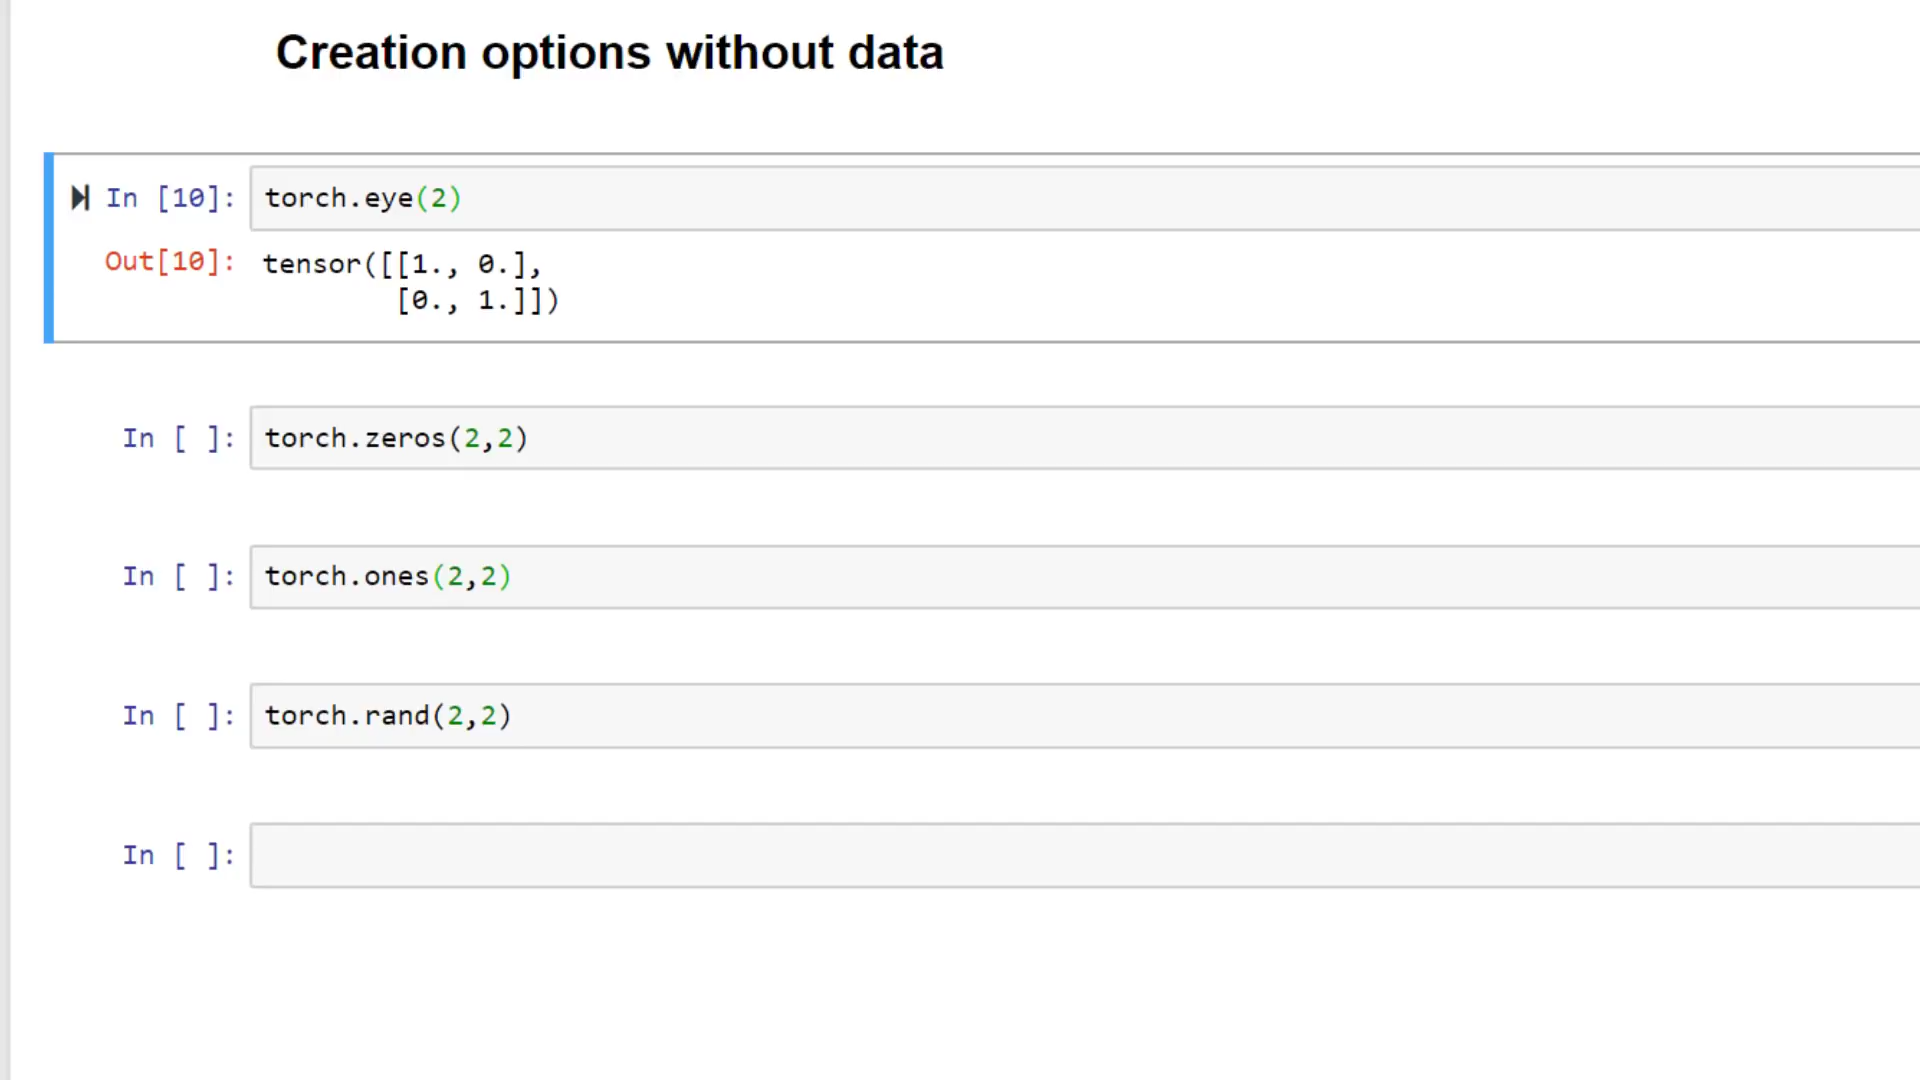 Creation options without data
In [10]: torch.eye(2)
Out[10]: tensor([[1., 0.],
[0., 1.]])
In [ ]: torch.zeros(2,2)
In [ ]: torch.ones(2,2)
In [ ]: torch.rand(2,2)
In [ ]: